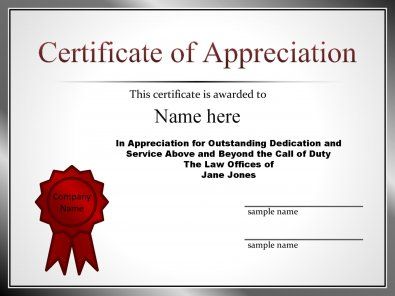 Certificate of Appreciation
This certificate is awarded to
Name here
In Appreciation for Outstanding Dedication and
Service Above and Beyond the Call of Duty
The Law Offices of
Jane Jones
Company
Name
sample name
sample name